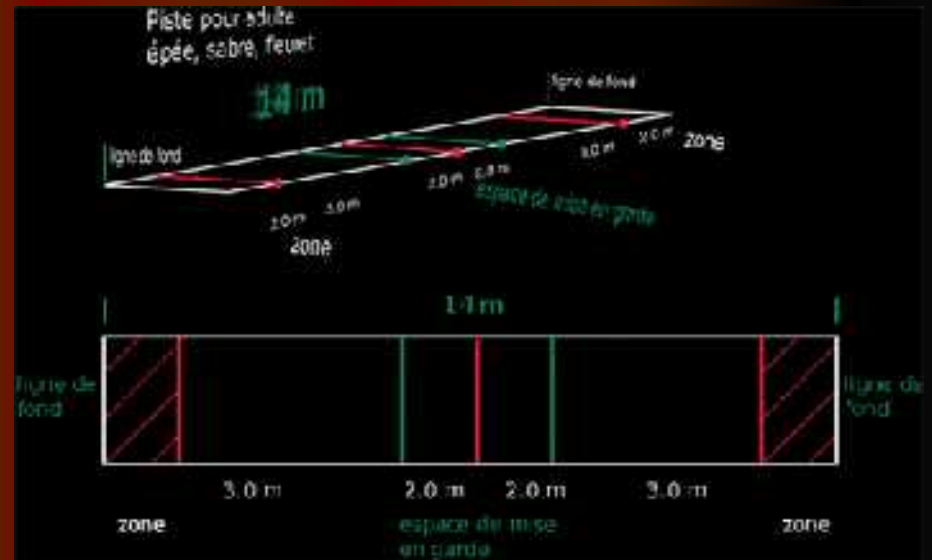 Piste pour adulte
épée, sabre, fleuret
14 m
ligne de fond
ligne de fond
3.0 m
2.0 m
zone
2.0 m
espace de mise en garde
2.0 m
3.0 m
zone
14 m
ligne de
fond
ligne de
fond
3.0 m
2.0 m
2.0 m
3.0 m
zone
espace de mise
en garde
zone